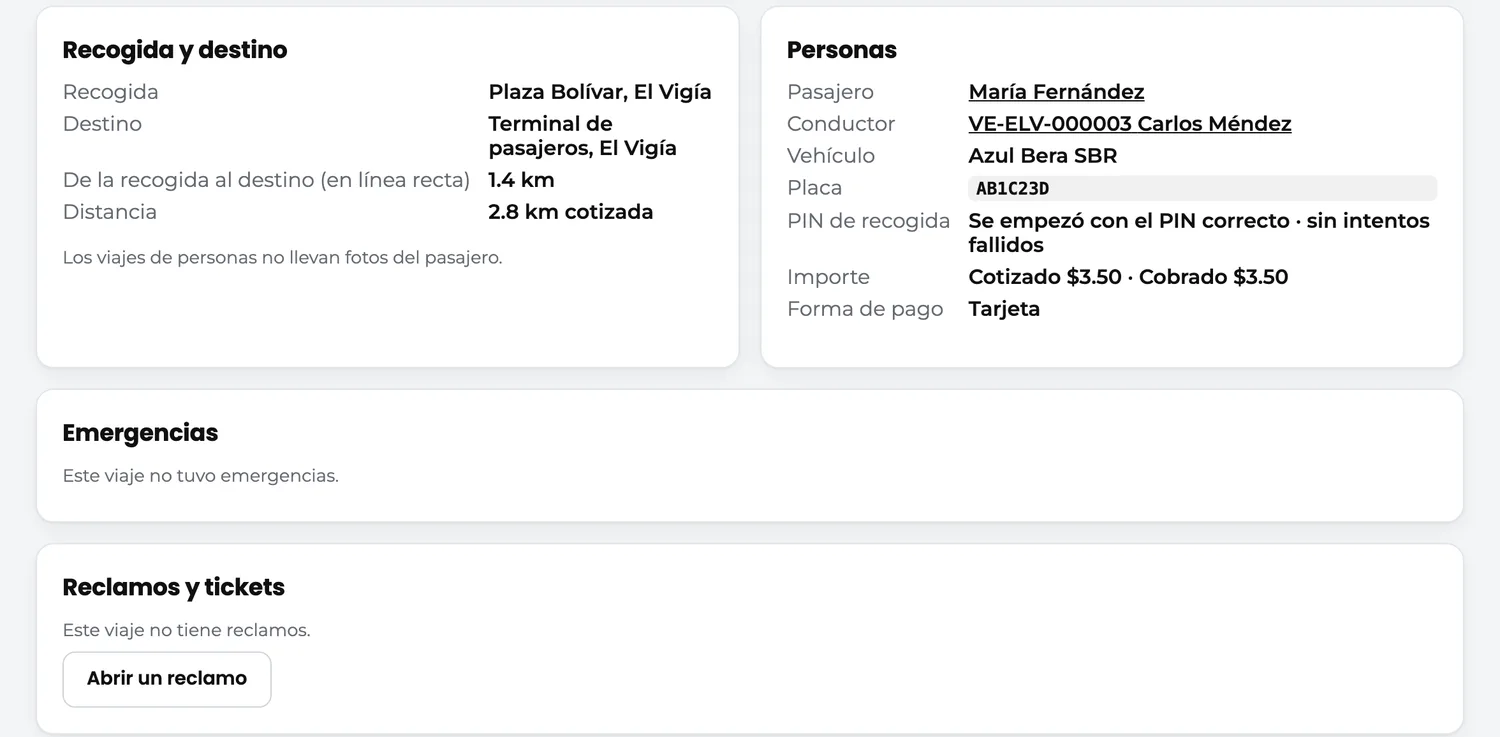 Recogida y destino
Recogida Plaza Bolívar, El Vigía
Destino Terminal de
pasajeros, El Vigía
De la recogida al destino (en línea recta) 1.4 km
Distancia 2.8 km cotizada
Los viajes de personas no llevan fotos del pasajero.
Personas
Pasajero María Fernández
Conductor VE-ELV-000003 Carlos Méndez
Vehículo Azul Bera SBR
Placa AB1C23D
PIN de recogida Se empezó con el PIN correcto · sin intentos
fallidos
Importe Cotizado $3.50 · Cobrado $3.50
Forma de pago Tarjeta
Emergencias
Este viaje no tuvo emergencias.
Reclamos y tickets
Este viaje no tiene reclamos.
Abrir un reclamo